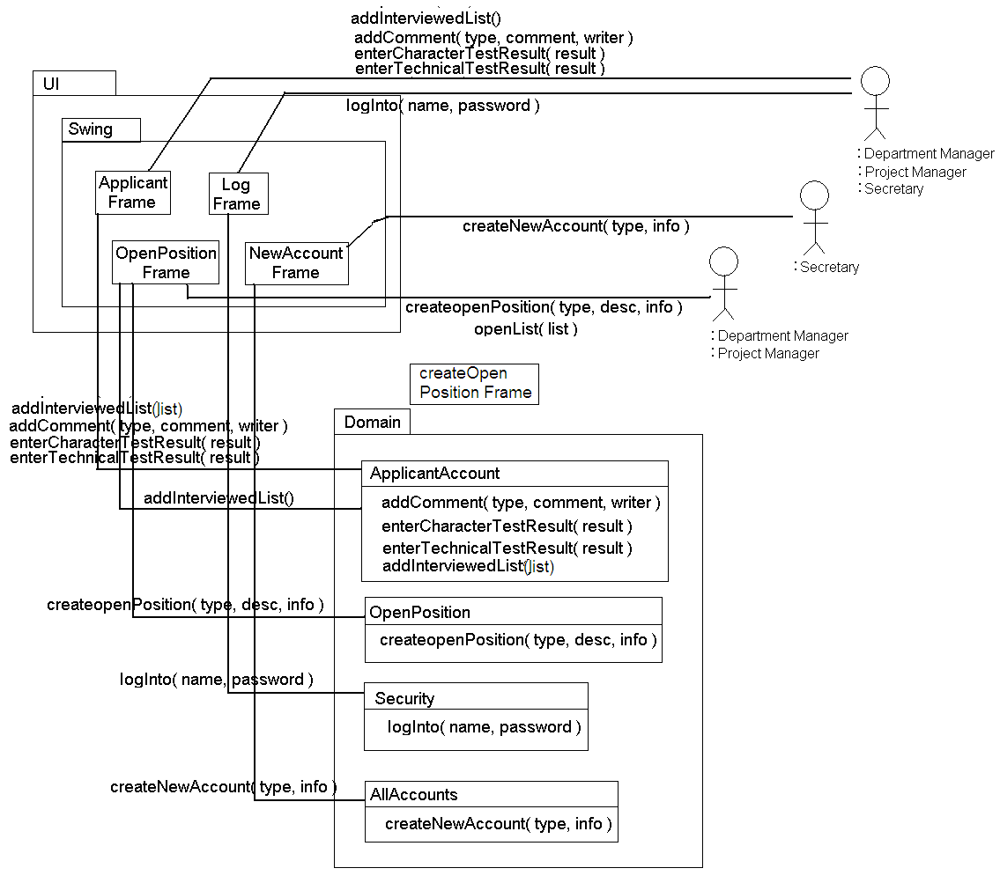 addInterviewedList()
addComment( type, comment, writer )
enterCharacterTestResult( result )
enterTechnicalTestResult( result )
UI
logInto( name, password )
Swing
: Department Manager
: Project Manager
: Secretary
Applicant
Frame
Log
Frame
createNewAccount( type, info )
OpenPosition
Frame
NewAccount
Frame
: Secretary
createopenPosition( type, desc, info )
openList( list )
: Department Manager
: Project Manager
createOpen
Position Frame
addInterviewedList(list)
addComment( type, comment, writer )
enterCharacterTestResult( result )
enterTechnicalTestResult( result )
Domain
ApplicantAccount
addInterviewedList()
addComment( type, comment, writer )
enterCharacterTestResult( result )
enterTechnicalTestResult( result )
addInterviewedList(list)
createopenPosition( type, desc, info )
OpenPosition
createopenPosition( type, desc, info )
logInto( name, password )
Security
logInto( name, password )
createNewAccount( type, info )
AllAccounts
createNewAccount( type, info )